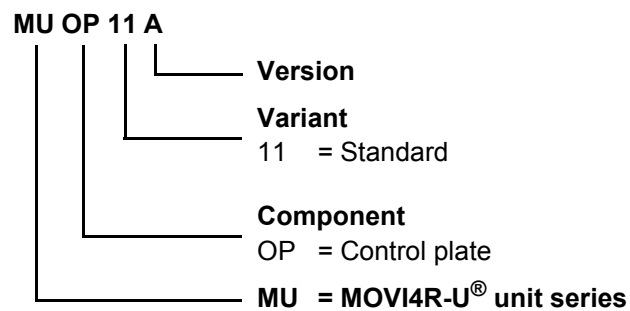 MU OP 11 A
Version
Variant
11 = Standard
Component
OP = Control plate
MU = MOVI4R-U® unit series